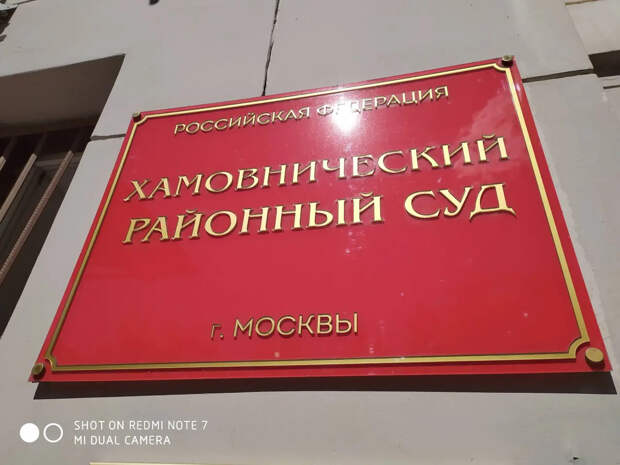 РОССИЙСКАЯ ФЕДЕРАЦИЯ
ХАМОВНИЧЕСКИЙ
РАЙОННЫЙ СУД
г. МОСКВЫ
SHOT ON REDMI NOTE 7
MI DUAL CAMERA